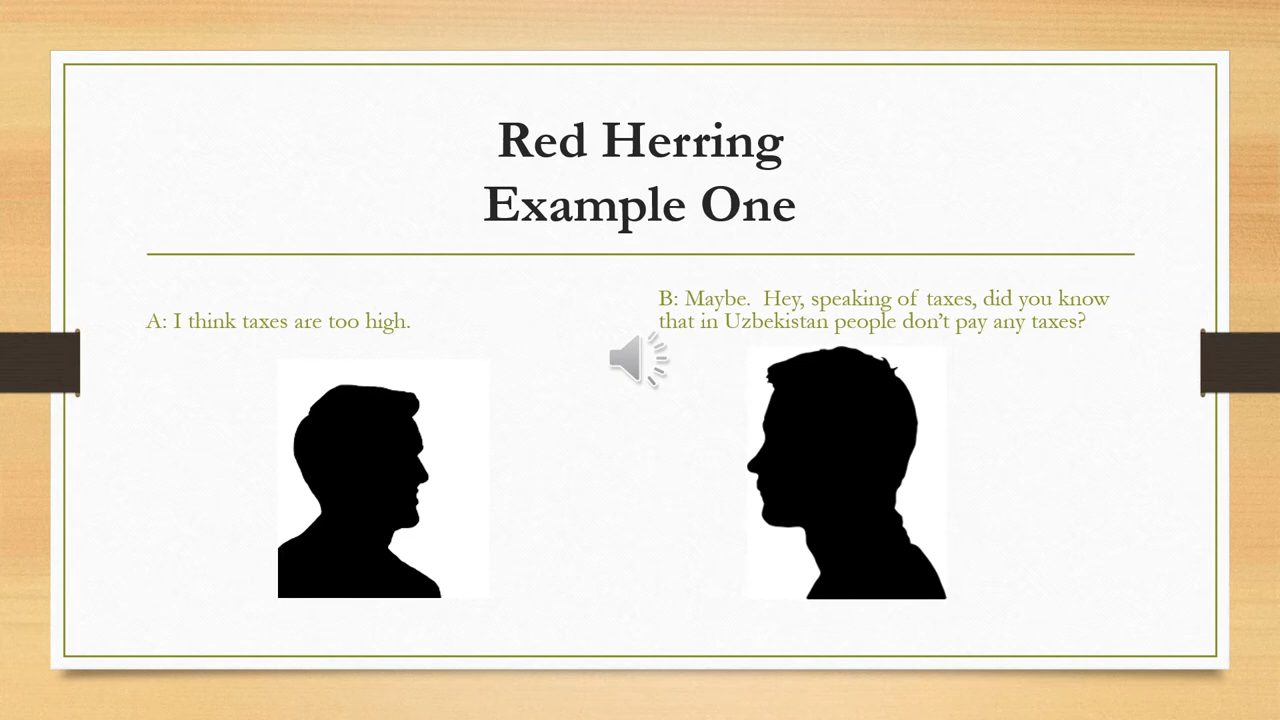 Red Herring
Example One
A: I think taxes are too high.
B: Maybe.  Hey, speaking of taxes, did you know
that in Uzbekistan people don’t pay any taxes?